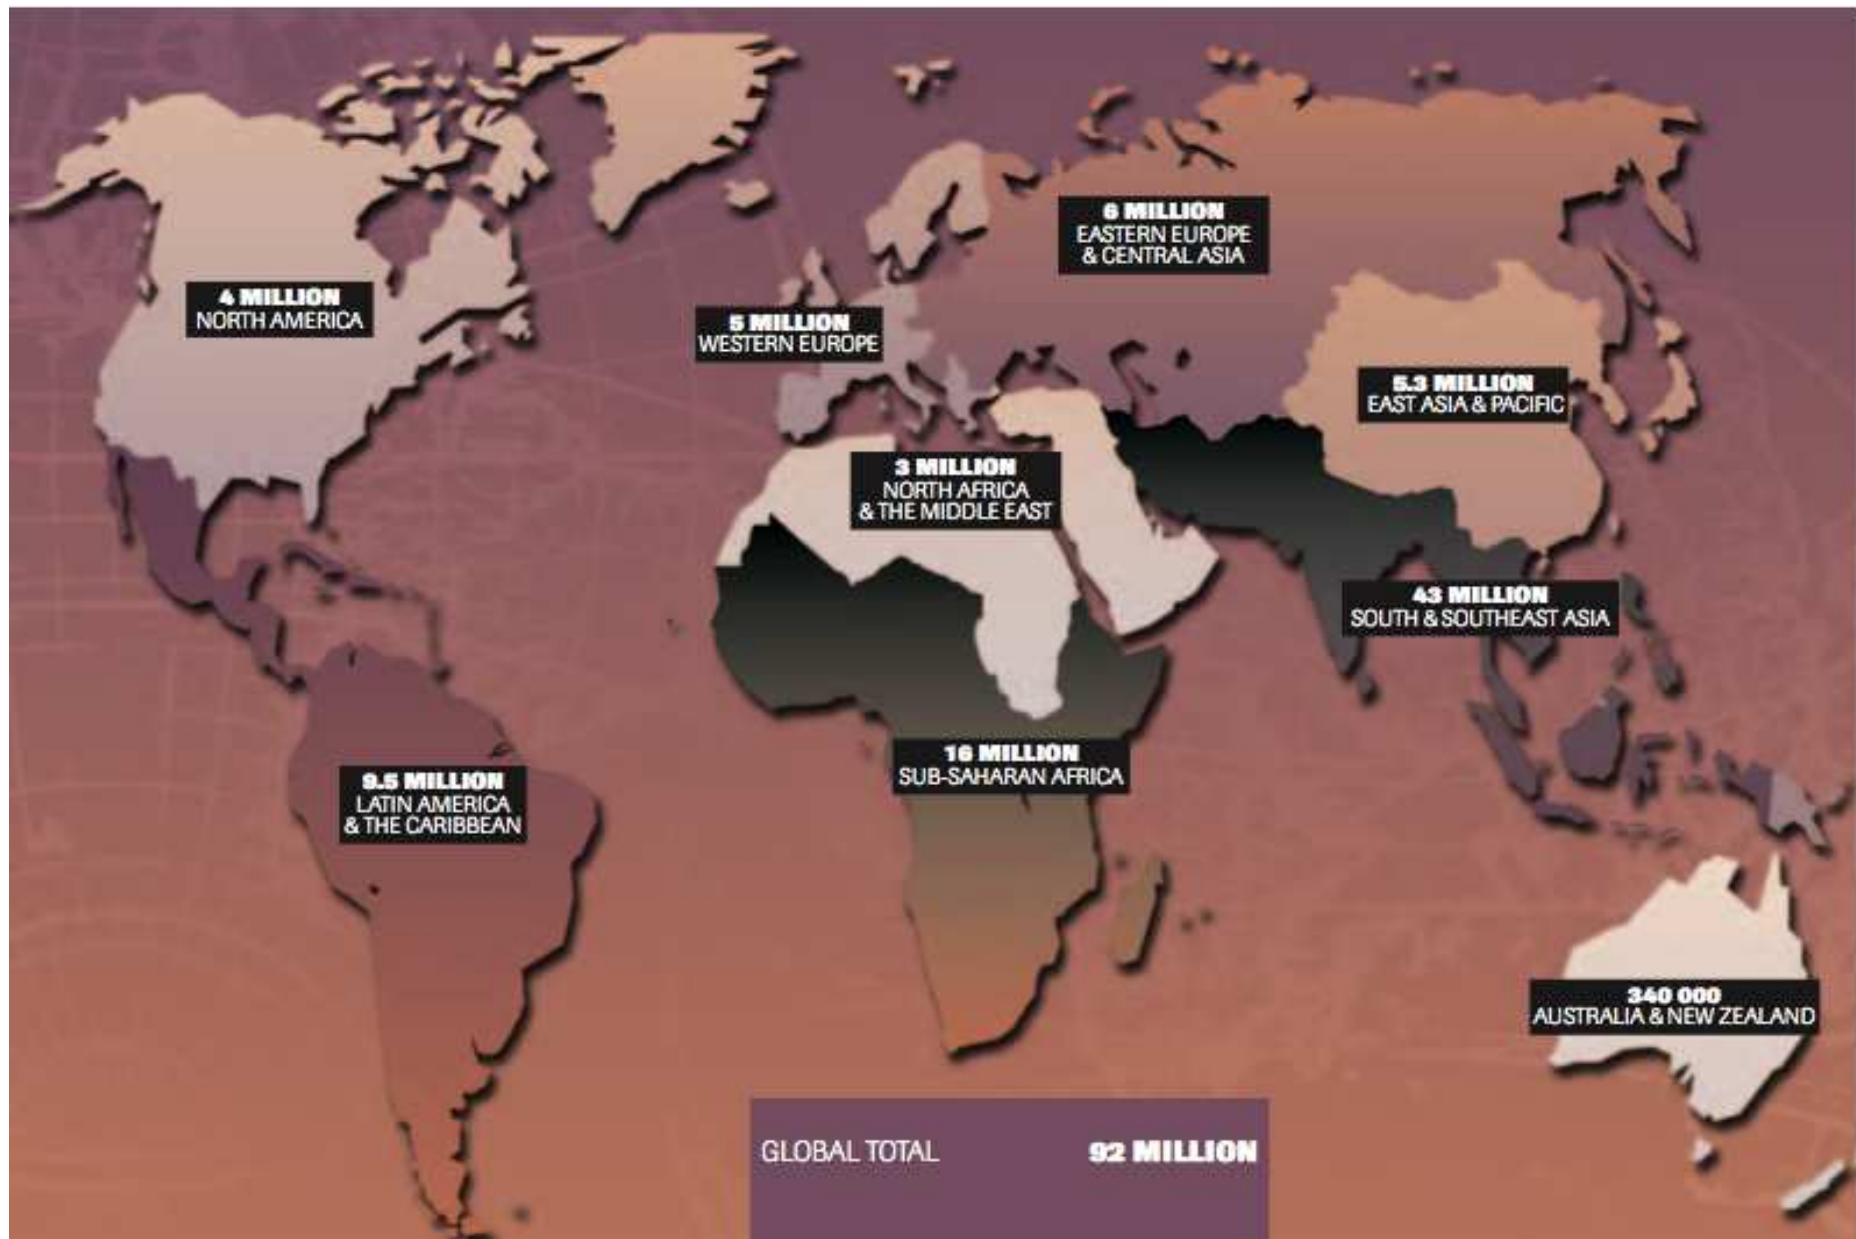 6 MILLION
EASTERN EUROPE
& CENTRAL ASIA
4 MILLION
NORTH AMERICA
5 MILLION
WESTERN EUROPE
5.3 MILLION
EAST ASIA & PACIFIC
3 MILLION
NORTH AFRICA
& THE MIDDLE EAST
43 MILLION
SOUTH & SOUTHEAST ASIA
16 MILLION
SUB-SAHARAN AFRICA
9.5 MILLION
LATIN AMERICA
& THE CARIBBEAN
340 000
AUSTRALIA & NEW ZEALAND
GLOBAL TOTAL 92 MILLION